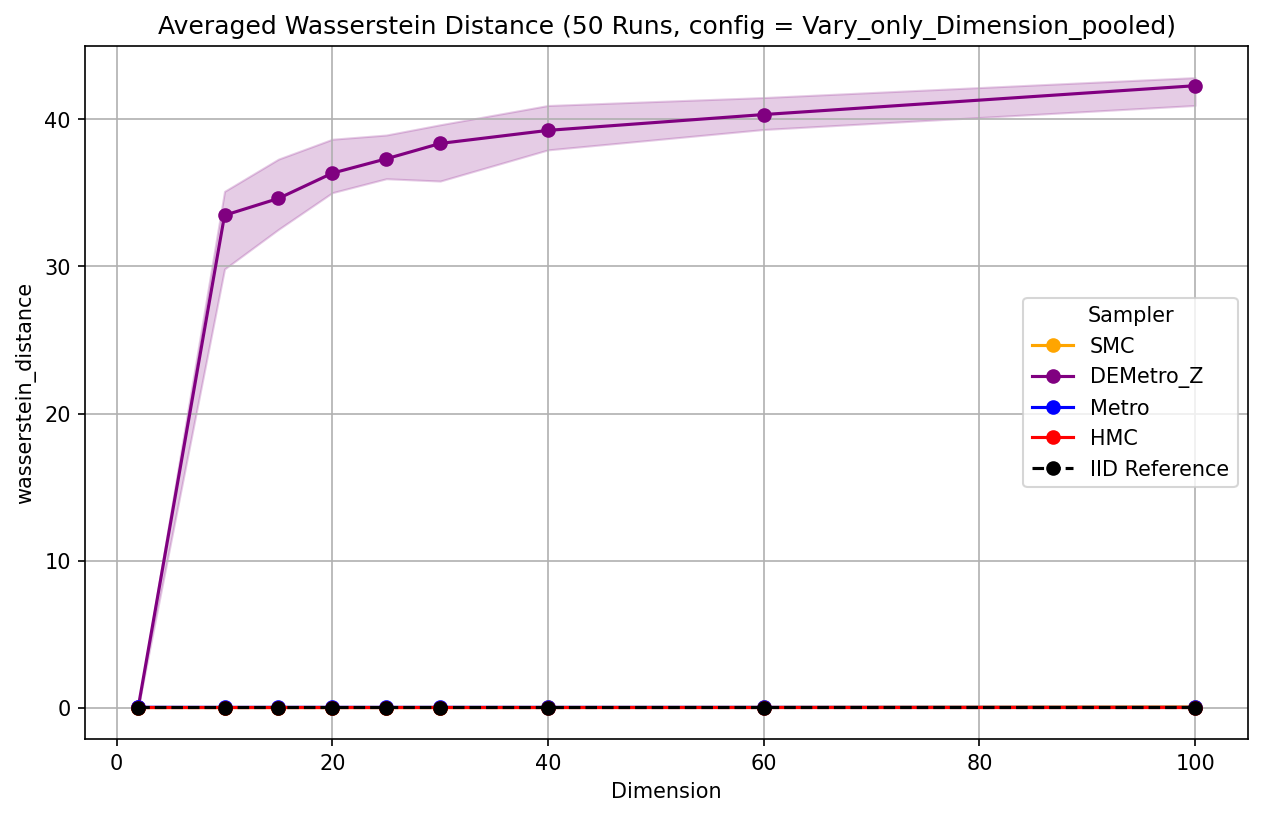 Averaged Wasserstein Distance (50 Runs, config = Vary_only_Dimension_pooled)
wasserstein_distance
40
30
20
10
0
Sampler
SMC
DEMetro_Z
Metro
HMC
IID Reference
0 20 40 60 80 100
Dimension